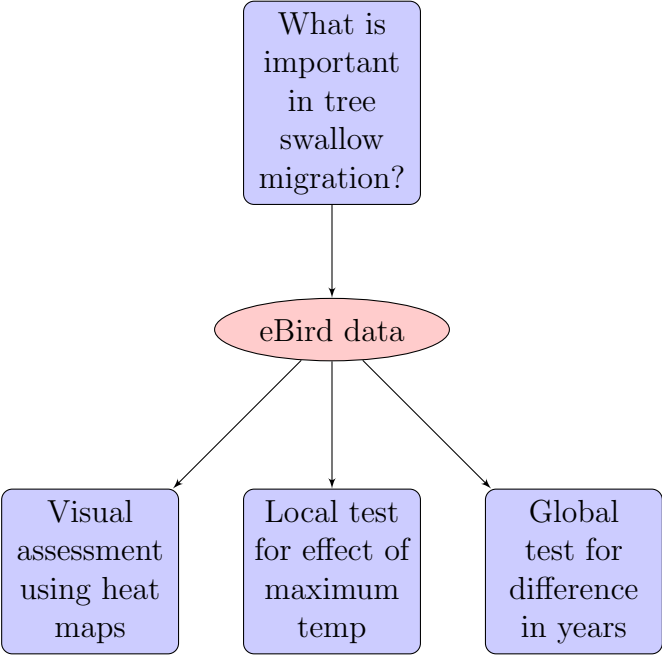 What is
important
in tree
swallow
migration?
eBird data
Visual
assessment
using heat
maps
Local test
for effect of
maximum
temp
Global
test for
difference
in years